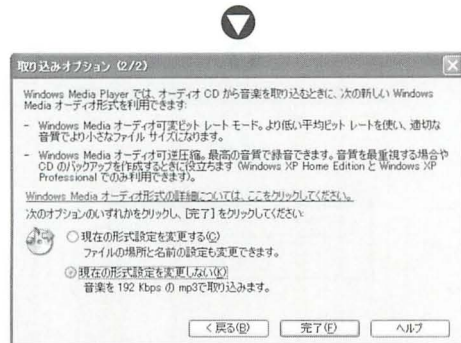 取り込みオプション (2/2)
Windows Media Player では、オーディオ CD から音楽を取り込むときに、次の新しい Windows
Media オーディオ形式を利用できます:
- Windows Media オーディオ可変ビット レート モード。より低い平均ビット レートを使い、適切な
音質でより小さなファイル サイズになります。
- Windows Media オーディオ可逆圧縮。最高の音質で録音できます。音質を最重視する場合や
CD のバックアップを作成するときに役立ちます (Windows XP Home Edition と Windows XP
Professional でのみ利用できます)。
Windows Media オーディオ形式の詳細については、ここをクリックしてください。
次のオプションのいずれかをクリックし、[完了] をクリックしてください:
現在の形式設定を変更する(C)
ファイルの場所と名前の設定も変更できます。
現在の形式設定を変更しない(K)
音楽を 192 Kbps の mp3で取り込みます。
< 戻る(B)
完了(F)
ヘルプ